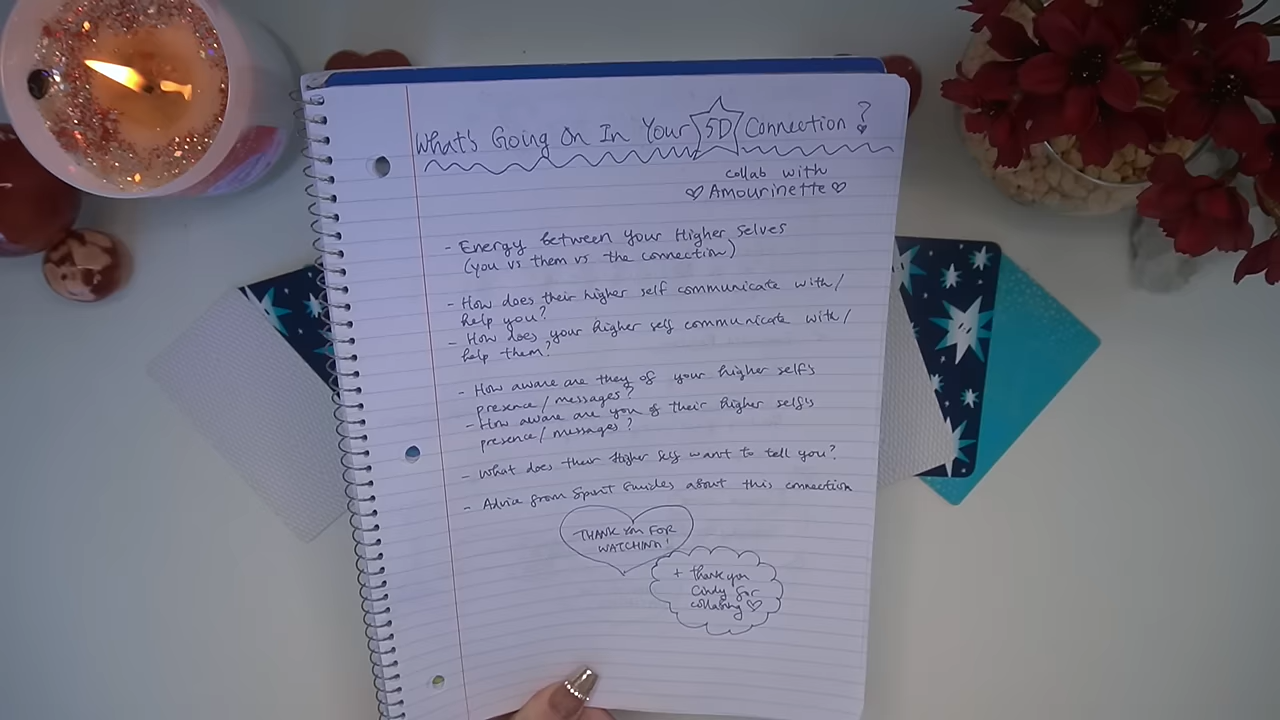 What's Going On In Your 5D Connection?
collab with
♡ Amourinette ♡
- Energy between your Higher Selves
(you vs them vs the connection)
- How does their higher self communicate with/
help you?
- How does your higher self communicate with/
help them?
- How aware are they of your higher self's
presence/messages?
- How aware are you of their higher self's
presence/messages?
- What does their Higher self want to tell you?
- Advice from Spirit Guides about this connection
THANK YOU FOR
WATCHING!
+ thank you
Cindy for
collabing ♡